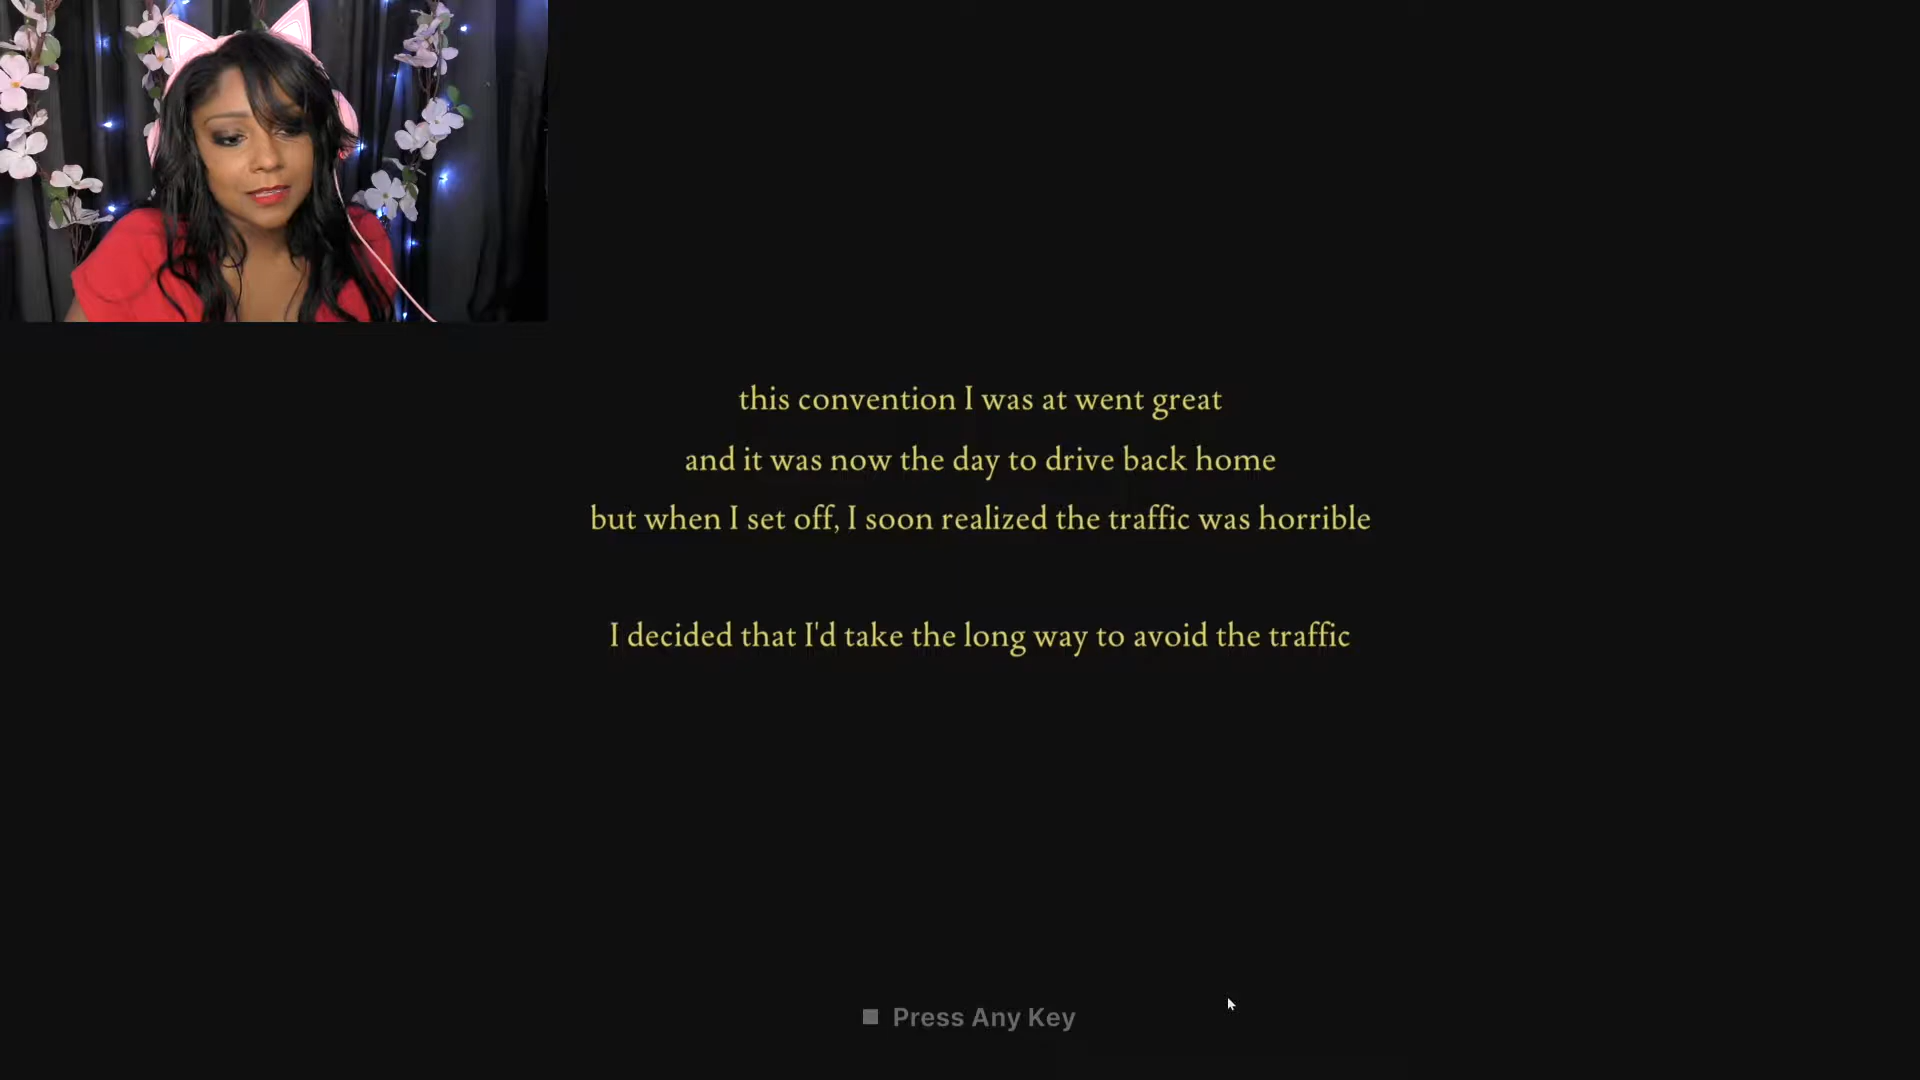 this convention I was at went great
and it was now the day to drive back home
but when I set off, I soon realized the traffic was horrible
I decided that I'd take the long way to avoid the traffic
Press Any Key